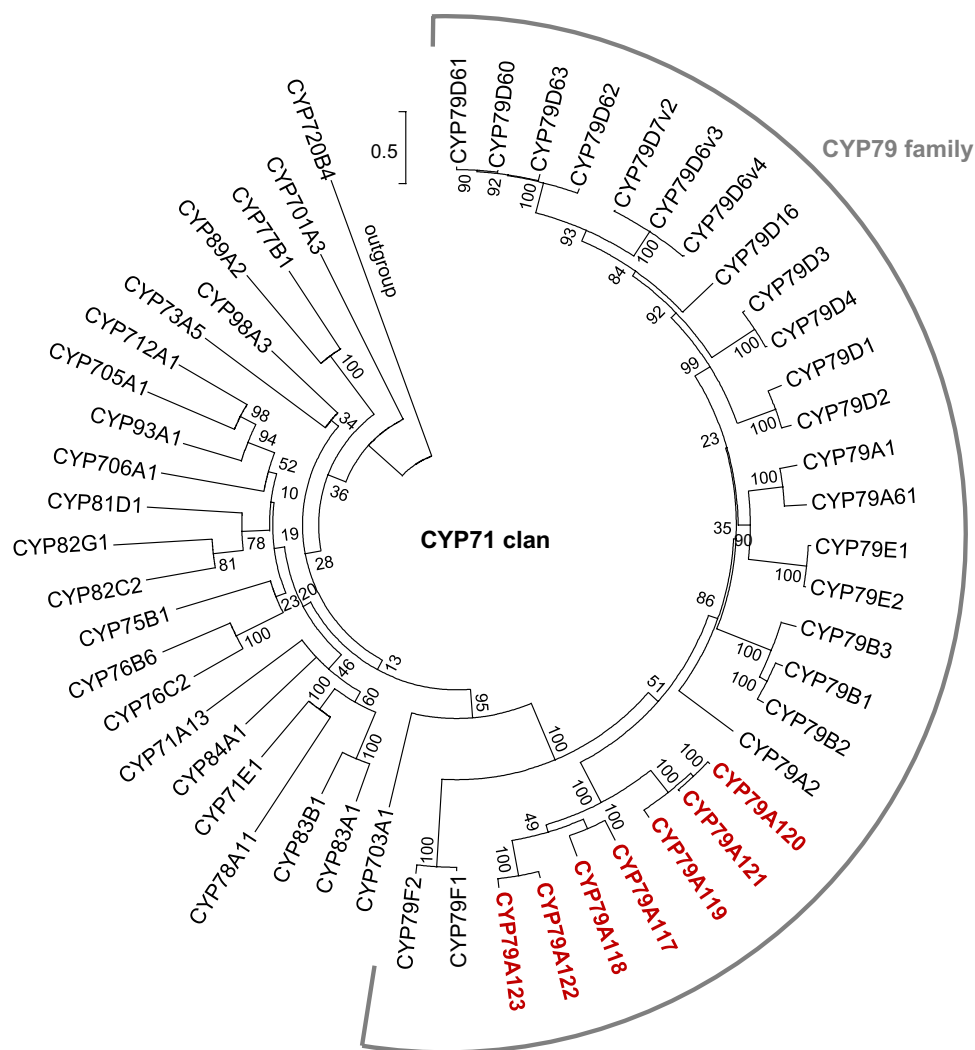 CYP79D61
CYP79D60
CYP79D63
CYP79D62
CYP79D7v2
CYP79D6v3
CYP79D6v4
CYP79D16
CYP79D3
CYP79D4
CYP79D1
CYP79D2
CYP79A1
CYP79A61
CYP79E1
CYP79E2
CYP79B3
CYP79B1
CYP79B2
CYP79A2
CYP79A120
CYP79A121
CYP79A119
CYP79A117
CYP79A118
CYP79A122
CYP79A123
CYP79F1
CYP79F2
CYP703A1
CYP83A1
CYP83B1
CYP78A11
CYP71E1
CYP84A1
CYP71A13
CYP76C2
CYP76B6
CYP75B1
CYP82C2
CYP82G1
CYP81D1
CYP706A1
CYP93A1
CYP705A1
CYP712A1
CYP73A5
CYP98A3
CYP89A2
CYP77B1
CYP701A3
CYP720B4
outgroup
0.5
CYP79 family
CYP71 clan
90
92
100
93
100
84
92
100
99
100
23
100
35
90
100
86
100
100
51
100
100
100
100
49
100
100
100
95
13
60
100
100
46
20
23
100
28
19
81
78
10
52
94
98
36
34
100